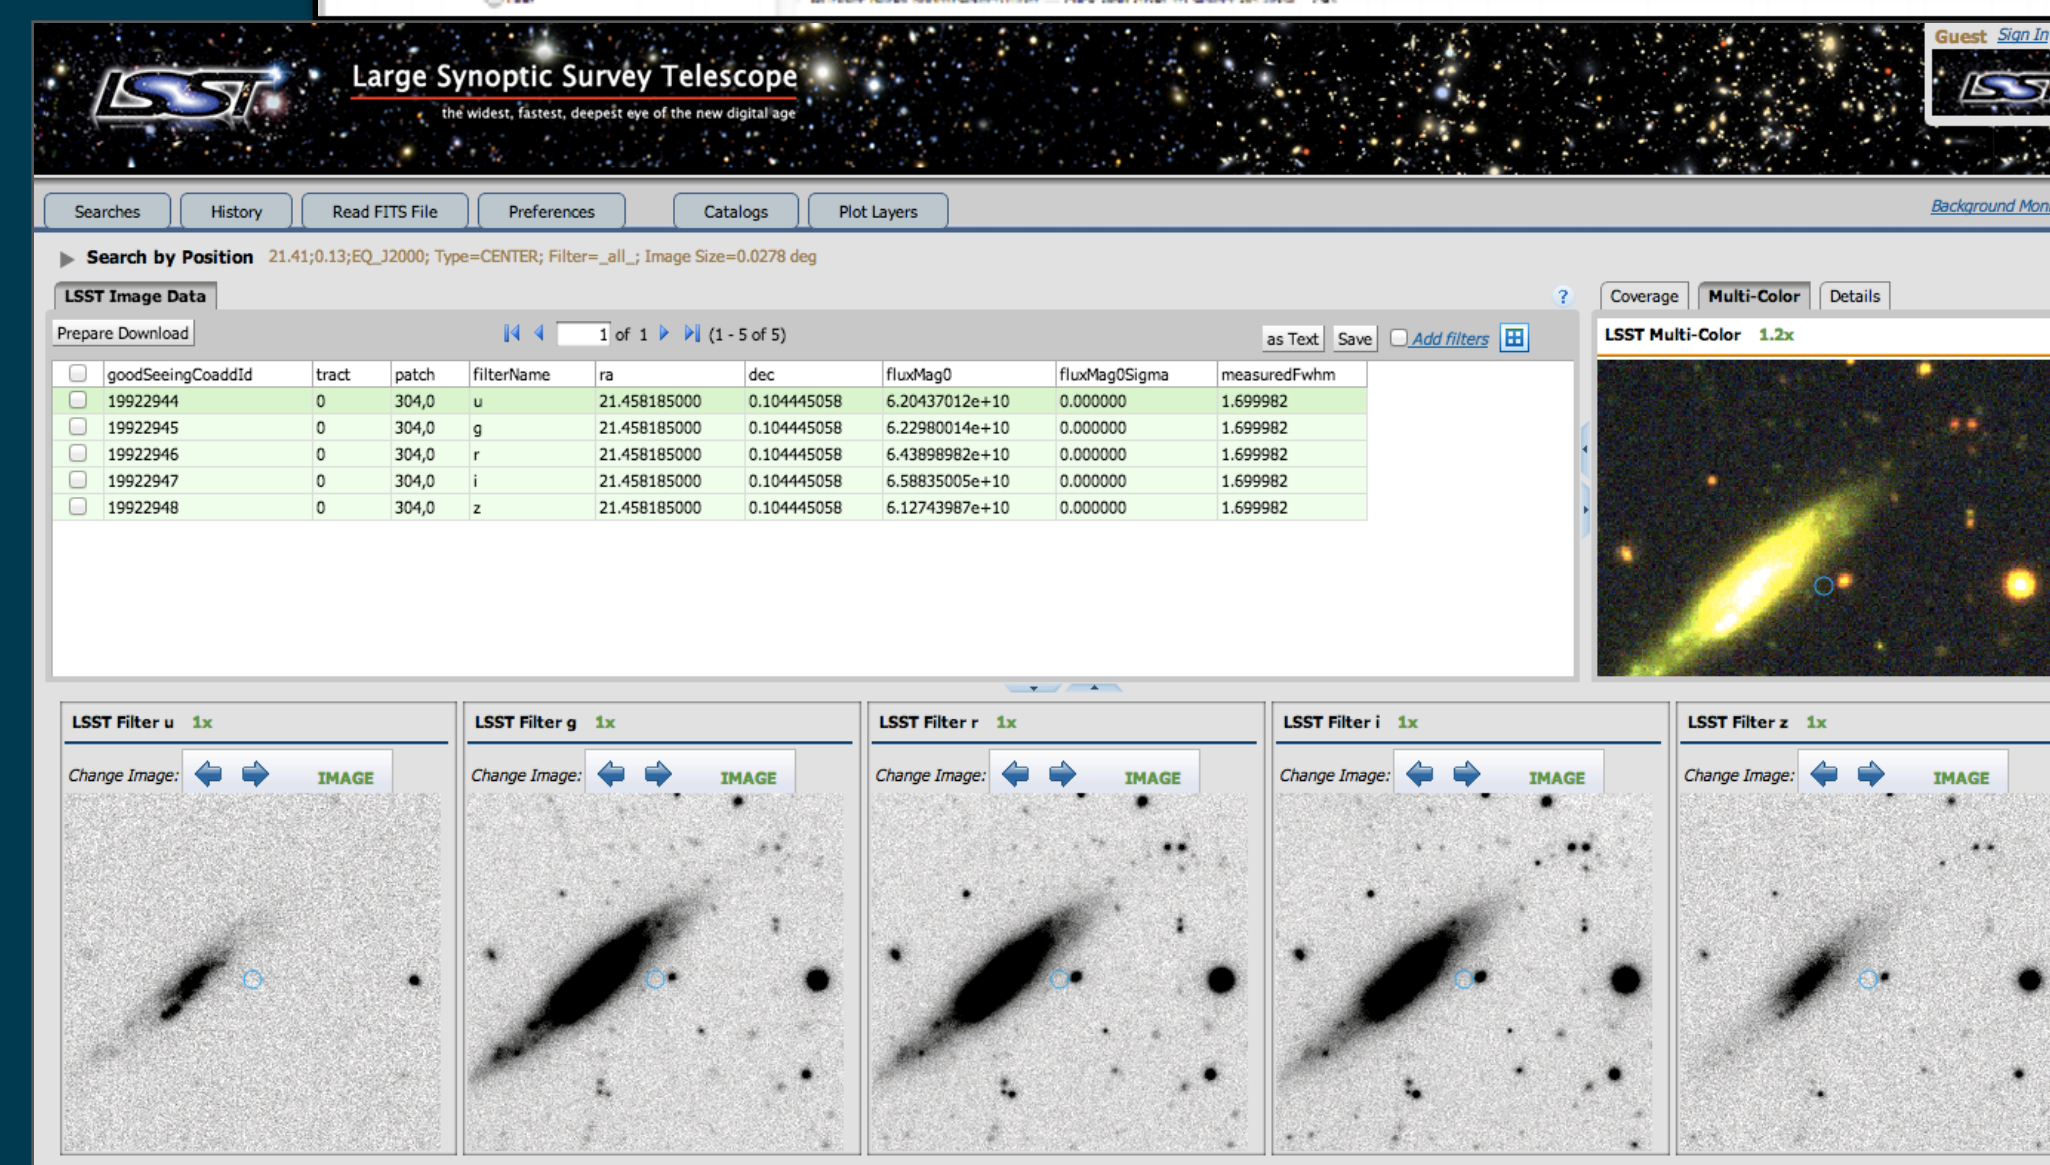 Guest Sign In
LSST
Large Synoptic Survey Telescope
the widest, fastest, deepest eye of the new digital age
LSST
Searches History Read FITS File Preferences Catalogs Plot Layers
Background Mon
Search by Position 21.41;0.13;EQ_J2000; Type=CENTER; Filter=_all_; Image Size=0.0278 deg
LSST Image Data ? Coverage Multi-Color Details
Prepare Download 1 of 1 (1 - 5 of 5) as Text Save Add filters
LSST Multi-Color 1.2x
goodSeeingCoaddId tract patch filterName ra dec fluxMag0 fluxMag0Sigma measuredFwhm
19922944 0 304,0 u 21.458185000 0.104445058 6.20437012e+10 0.000000 1.699982
19922945 0 304,0 g 21.458185000 0.104445058 6.22980014e+10 0.000000 1.699982
19922946 0 304,0 r 21.458185000 0.104445058 6.43898982e+10 0.000000 1.699982
19922947 0 304,0 i 21.458185000 0.104445058 6.58835005e+10 0.000000 1.699982
19922948 0 304,0 z 21.458185000 0.104445058 6.12743987e+10 0.000000 1.699982
LSST Filter u 1x LSST Filter g 1x LSST Filter r 1x LSST Filter i 1x LSST Filter z 1x
Change Image: IMAGE Change Image: IMAGE Change Image: IMAGE Change Image: IMAGE Change Image: IMAGE